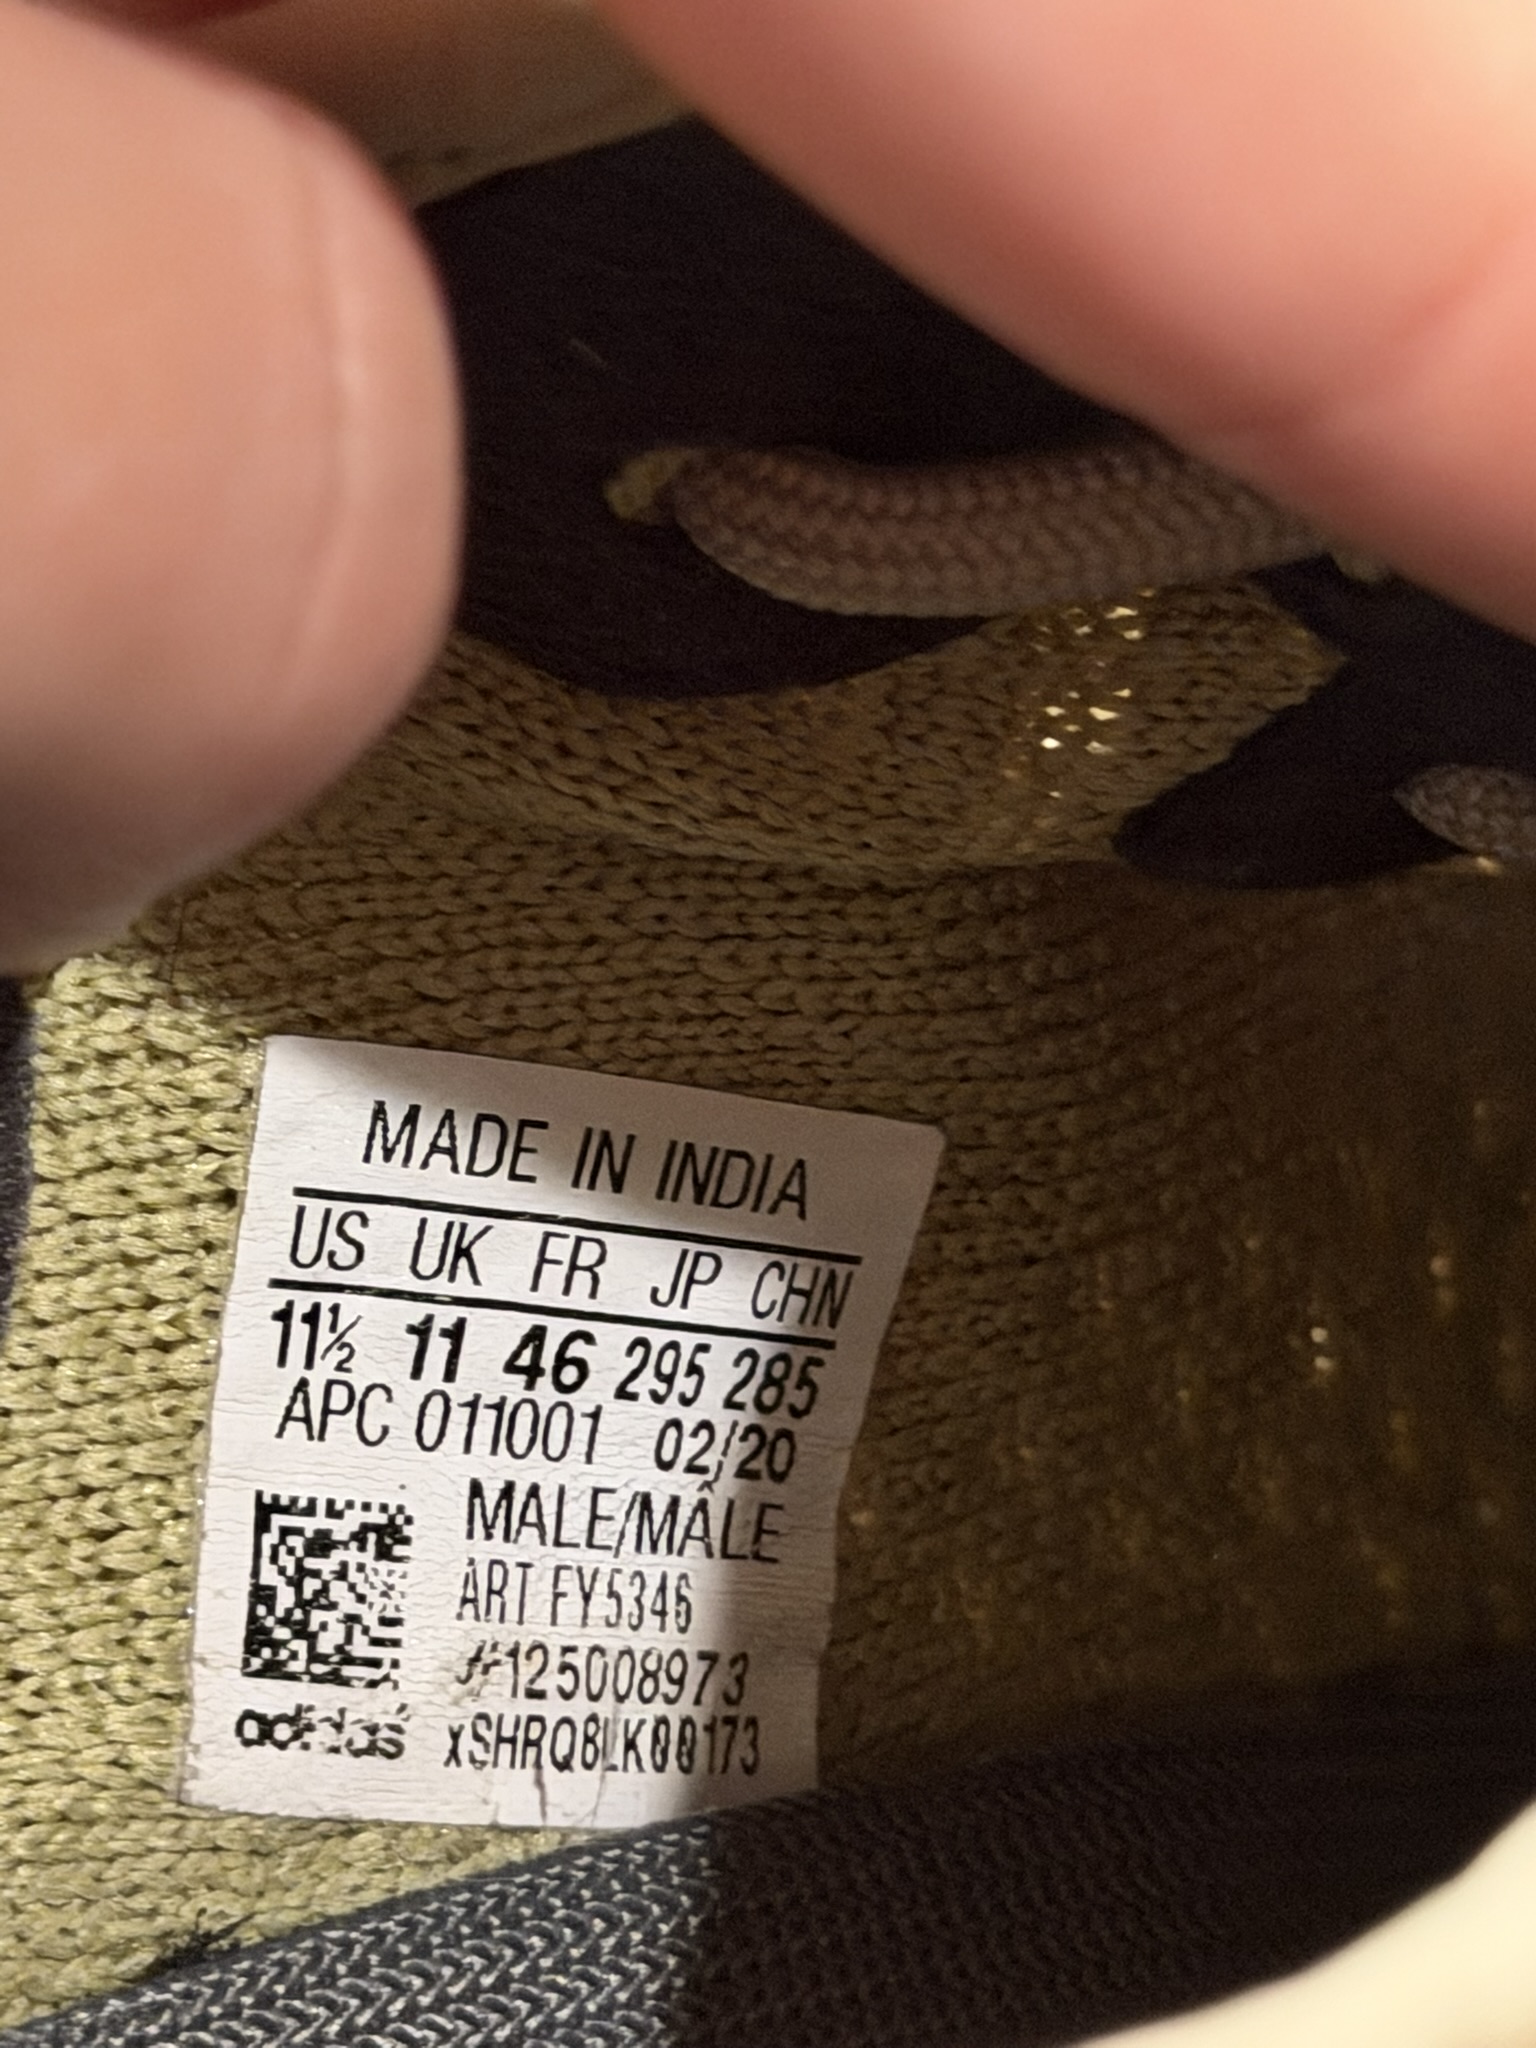 MADE IN INDIA
US UK FR JP CHN
11½ 11 46 295 285
APC 011001 02/20
MALE/MÂLE
ART FY5346
#125008973
adidas xSHRQ8LK00173